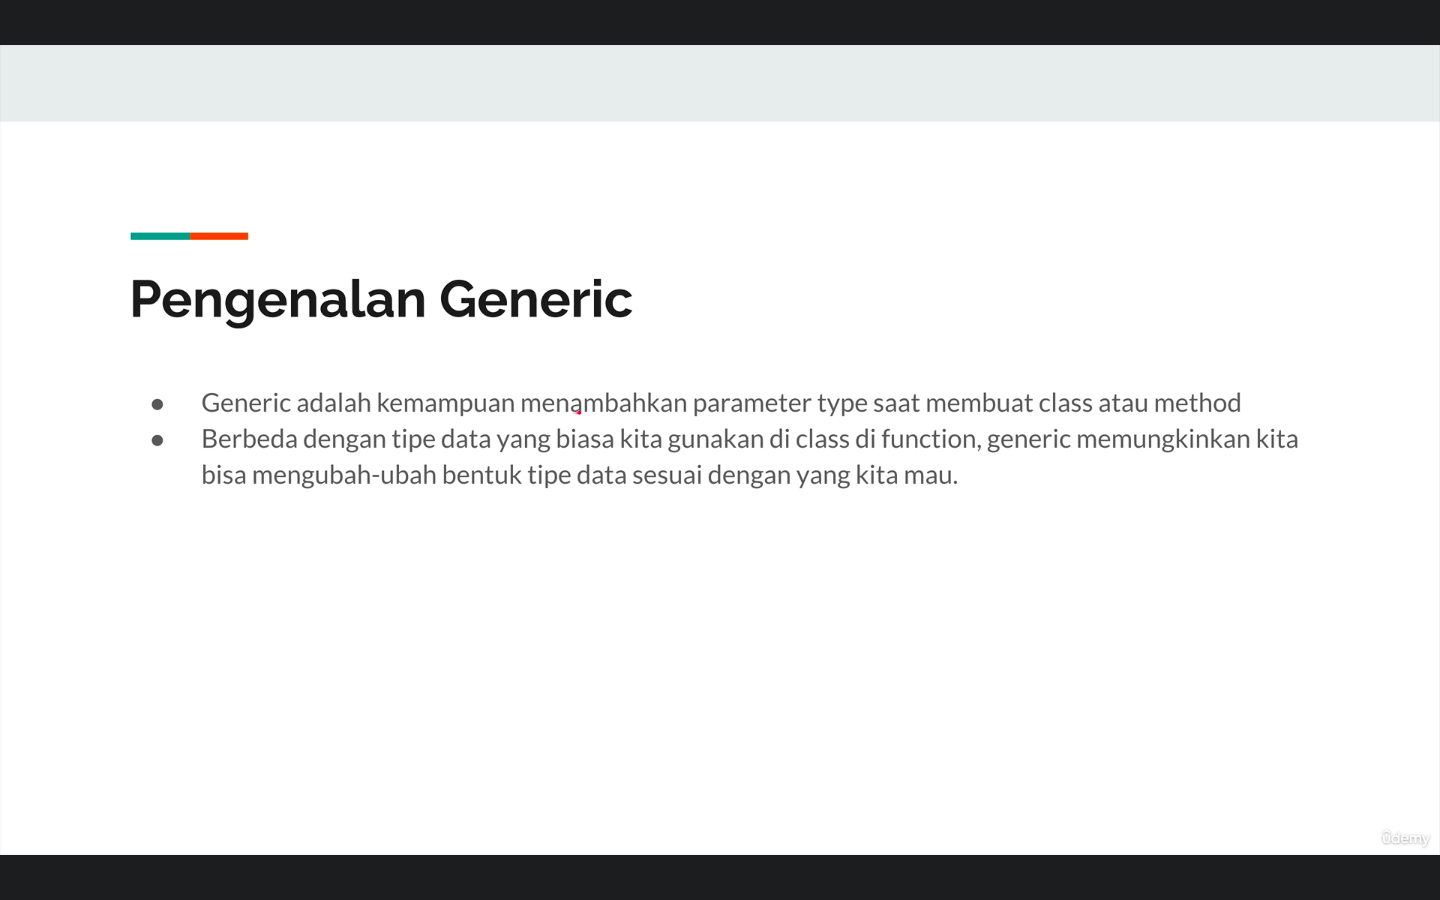 Pengenalan Generic
● Generic adalah kemampuan menambahkan parameter type saat membuat class atau method
● Berbeda dengan tipe data yang biasa kita gunakan di class di function, generic memungkinkan kita
bisa mengubah-ubah bentuk tipe data sesuai dengan yang kita mau.
ûdemy